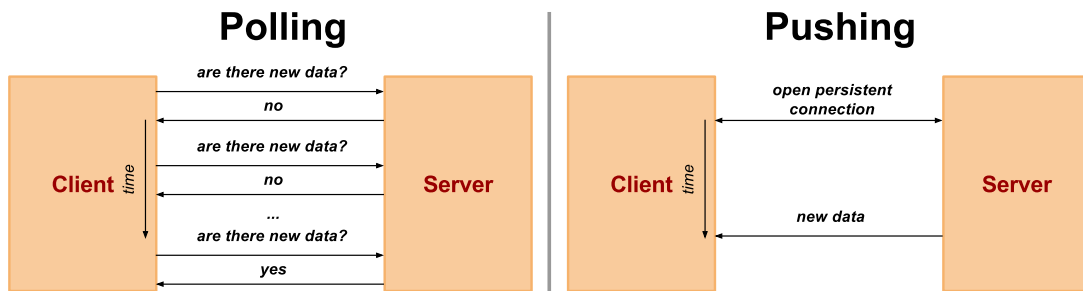 Polling
are there new data?
no
are there new data?
no
...
are there new data?
yes
Client
time
Server
Pushing
open persistent
connection
new data
Client
time
Server